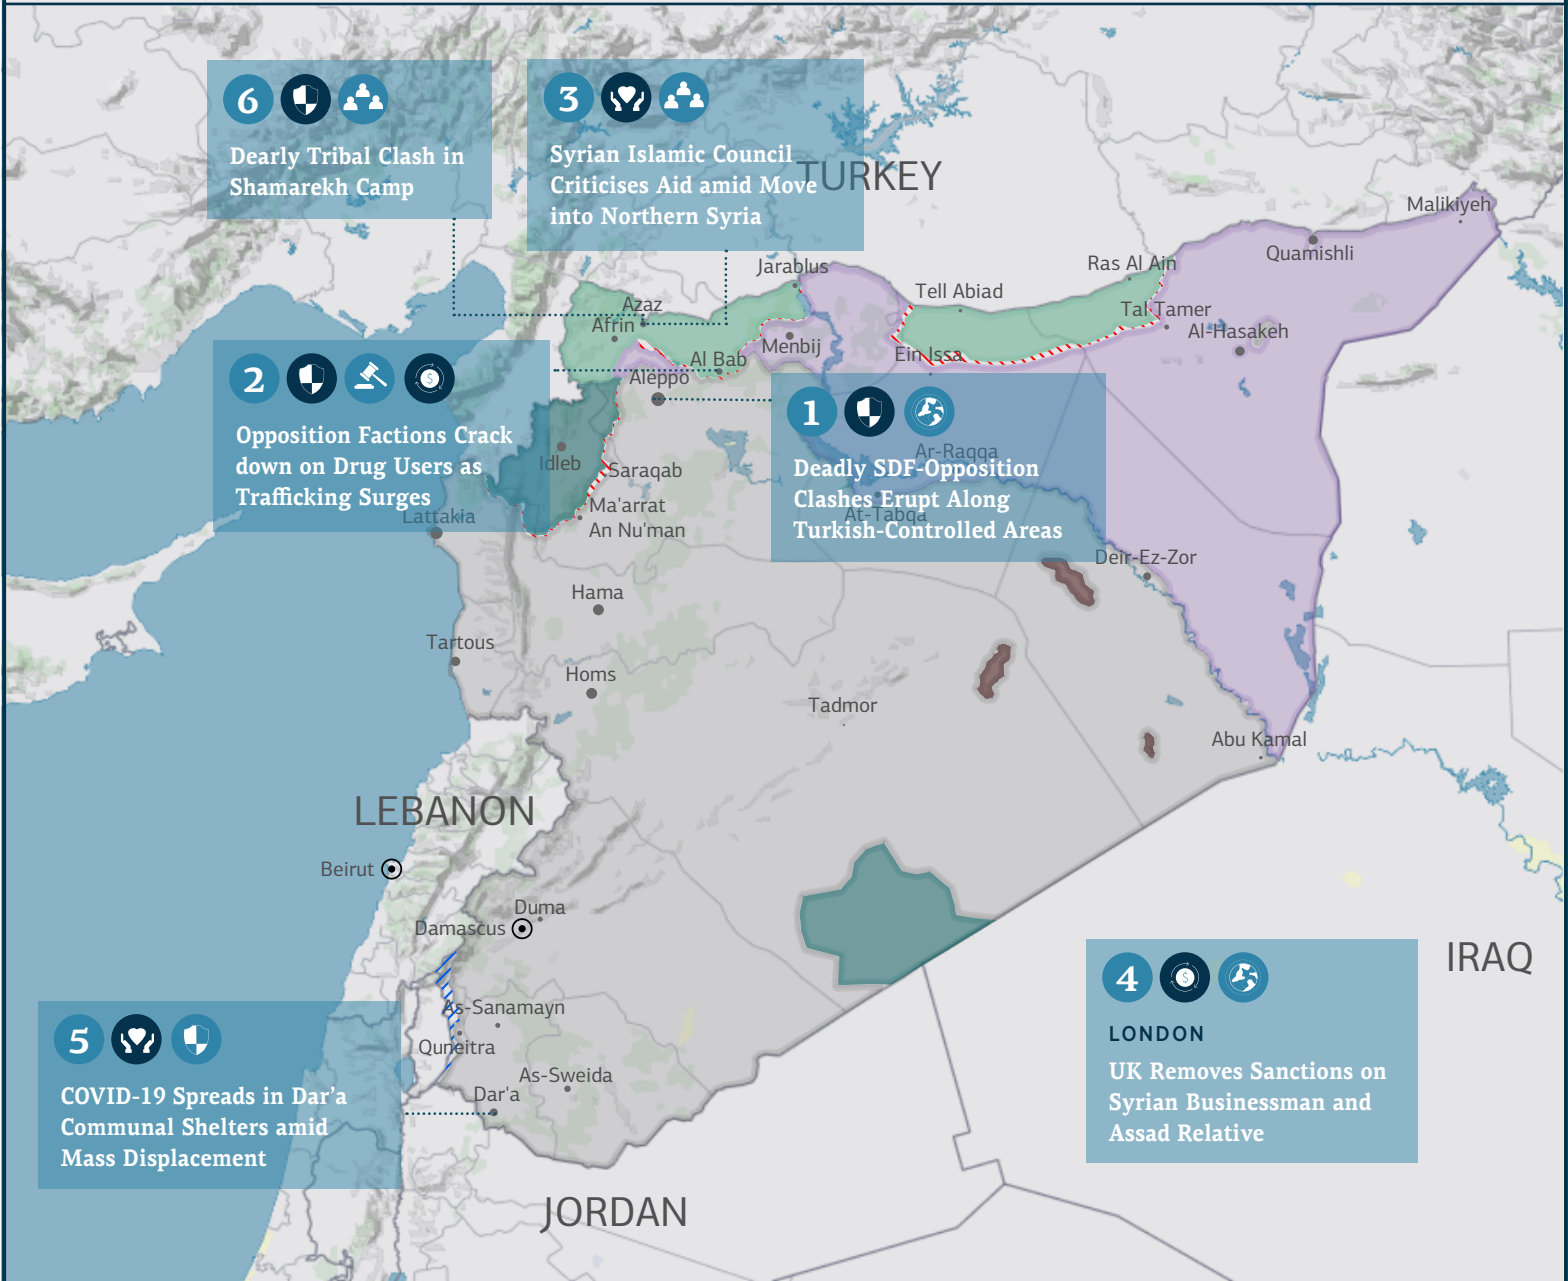 6
Dearly Tribal Clash in
Shamarekh Camp
3
Syrian Islamic Council
Criticises Aid amid Move
into Northern Syria
TURKEY
Malikiyeh
Quamishli
Jarablus
Ras Al Ain
Tell Abiad
Azaz
Afrin
Tal Tamer
Al-Hasakeh
Menbij
Ein Issa
Al Bab
Aleppo
2
$
Opposition Factions Crack
down on Drug Users as
Trafficking Surges
1
Deadly SDF-Opposition
Clashes Erupt Along
Turkish-Controlled Areas
Ar-Raqqa
At-Tabqa
Idleb
Saraqab
Ma'arrat
An Nu'man
Lattakia
Deir-Ez-Zor
Hama
Tartous
Homs
Tadmor
Abu Kamal
LEBANON
Beirut
Duma
Damascus
IRAQ
4
$
LONDON
UK Removes Sanctions on
Syrian Businessman and
Assad Relative
As-Sanamayn
Quneitra
As-Sweida
Dar'a
5
COVID-19 Spreads in Dar’a
Communal Shelters amid
Mass Displacement
JORDAN